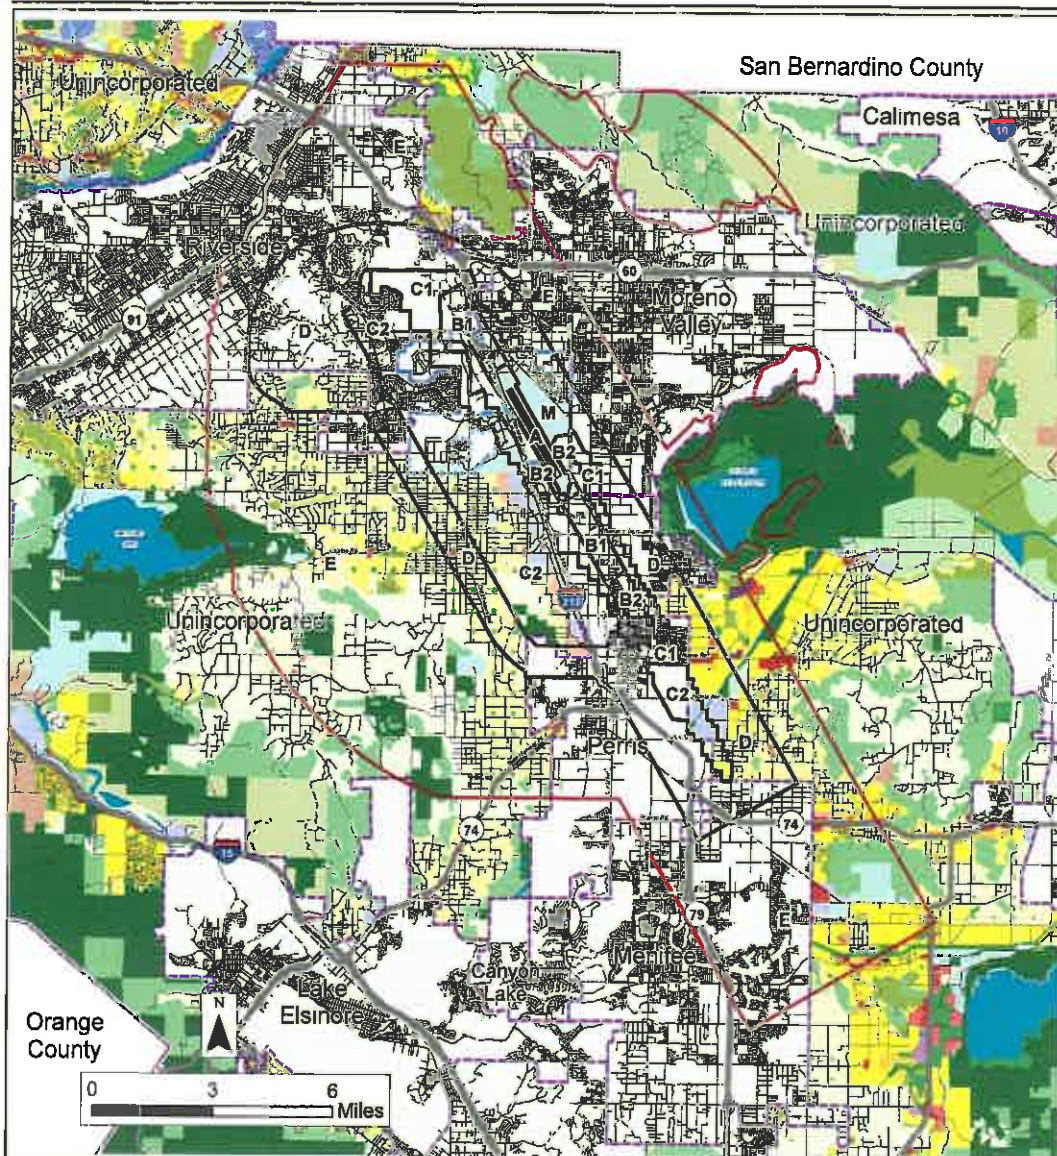 San Bernardino County
Unincorporated
Calimesa
10
E
Unincorporated
Riverside
60
C1
E
Moreno
Valley
91
D
C2
B1
M
A
B2
B2
C1
B1
E
D
C2
D
B2
Unincorporated
Unincorporated
C1
C2
Perris
D
74
74
15
E
79
Menifee
Canyon
Lake
Lake
Elsinore
N
Orange
County
0 3 6
Miles